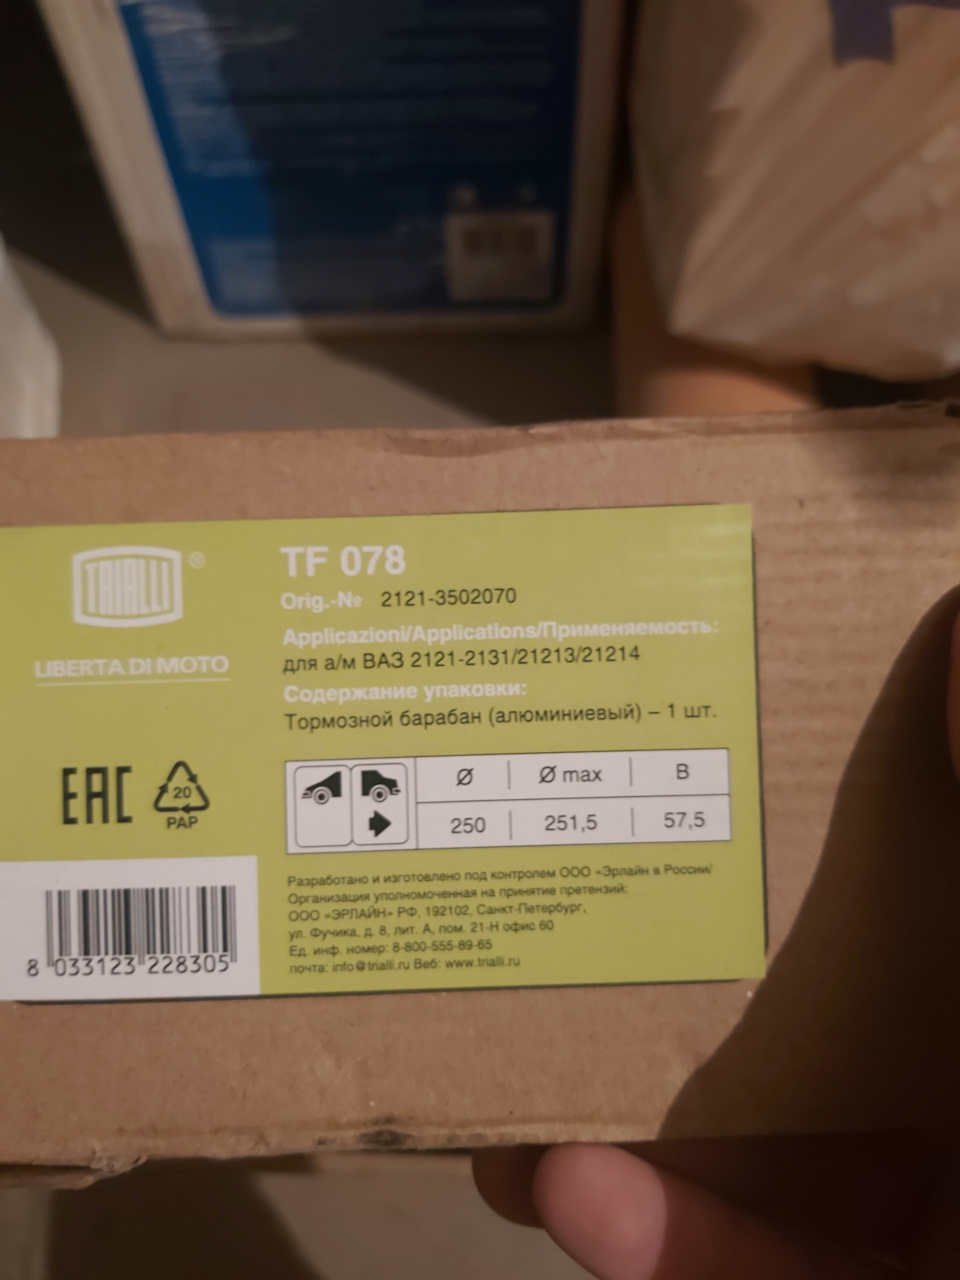 TRIALLI®
LIBERTA DI MOTO
TF 078
Orig.-№ 2121-3502070
Applicazioni/Applications/Применяемость:
для а/м ВАЗ 2121-2131/21213/21214
Содержание упаковки:
Тормозной барабан (алюминиевый) – 1 шт.
EAC
20
PAP
Ø Ø max B
250 251,5 57,5
Разработано и изготовлено под контролем ООО «Эрлайн в России/
Организация уполномоченная на принятие претензий:
ООО «ЭРЛАЙН» РФ, 192102, Санкт-Петербург,
ул. Фучика, д. 8, лит. А, пом. 21-Н офис 60
Ед. инф. номер: 8-800-555-89-65
почта: info@trialli.ru Веб: www.trialli.ru
8 033123 228305